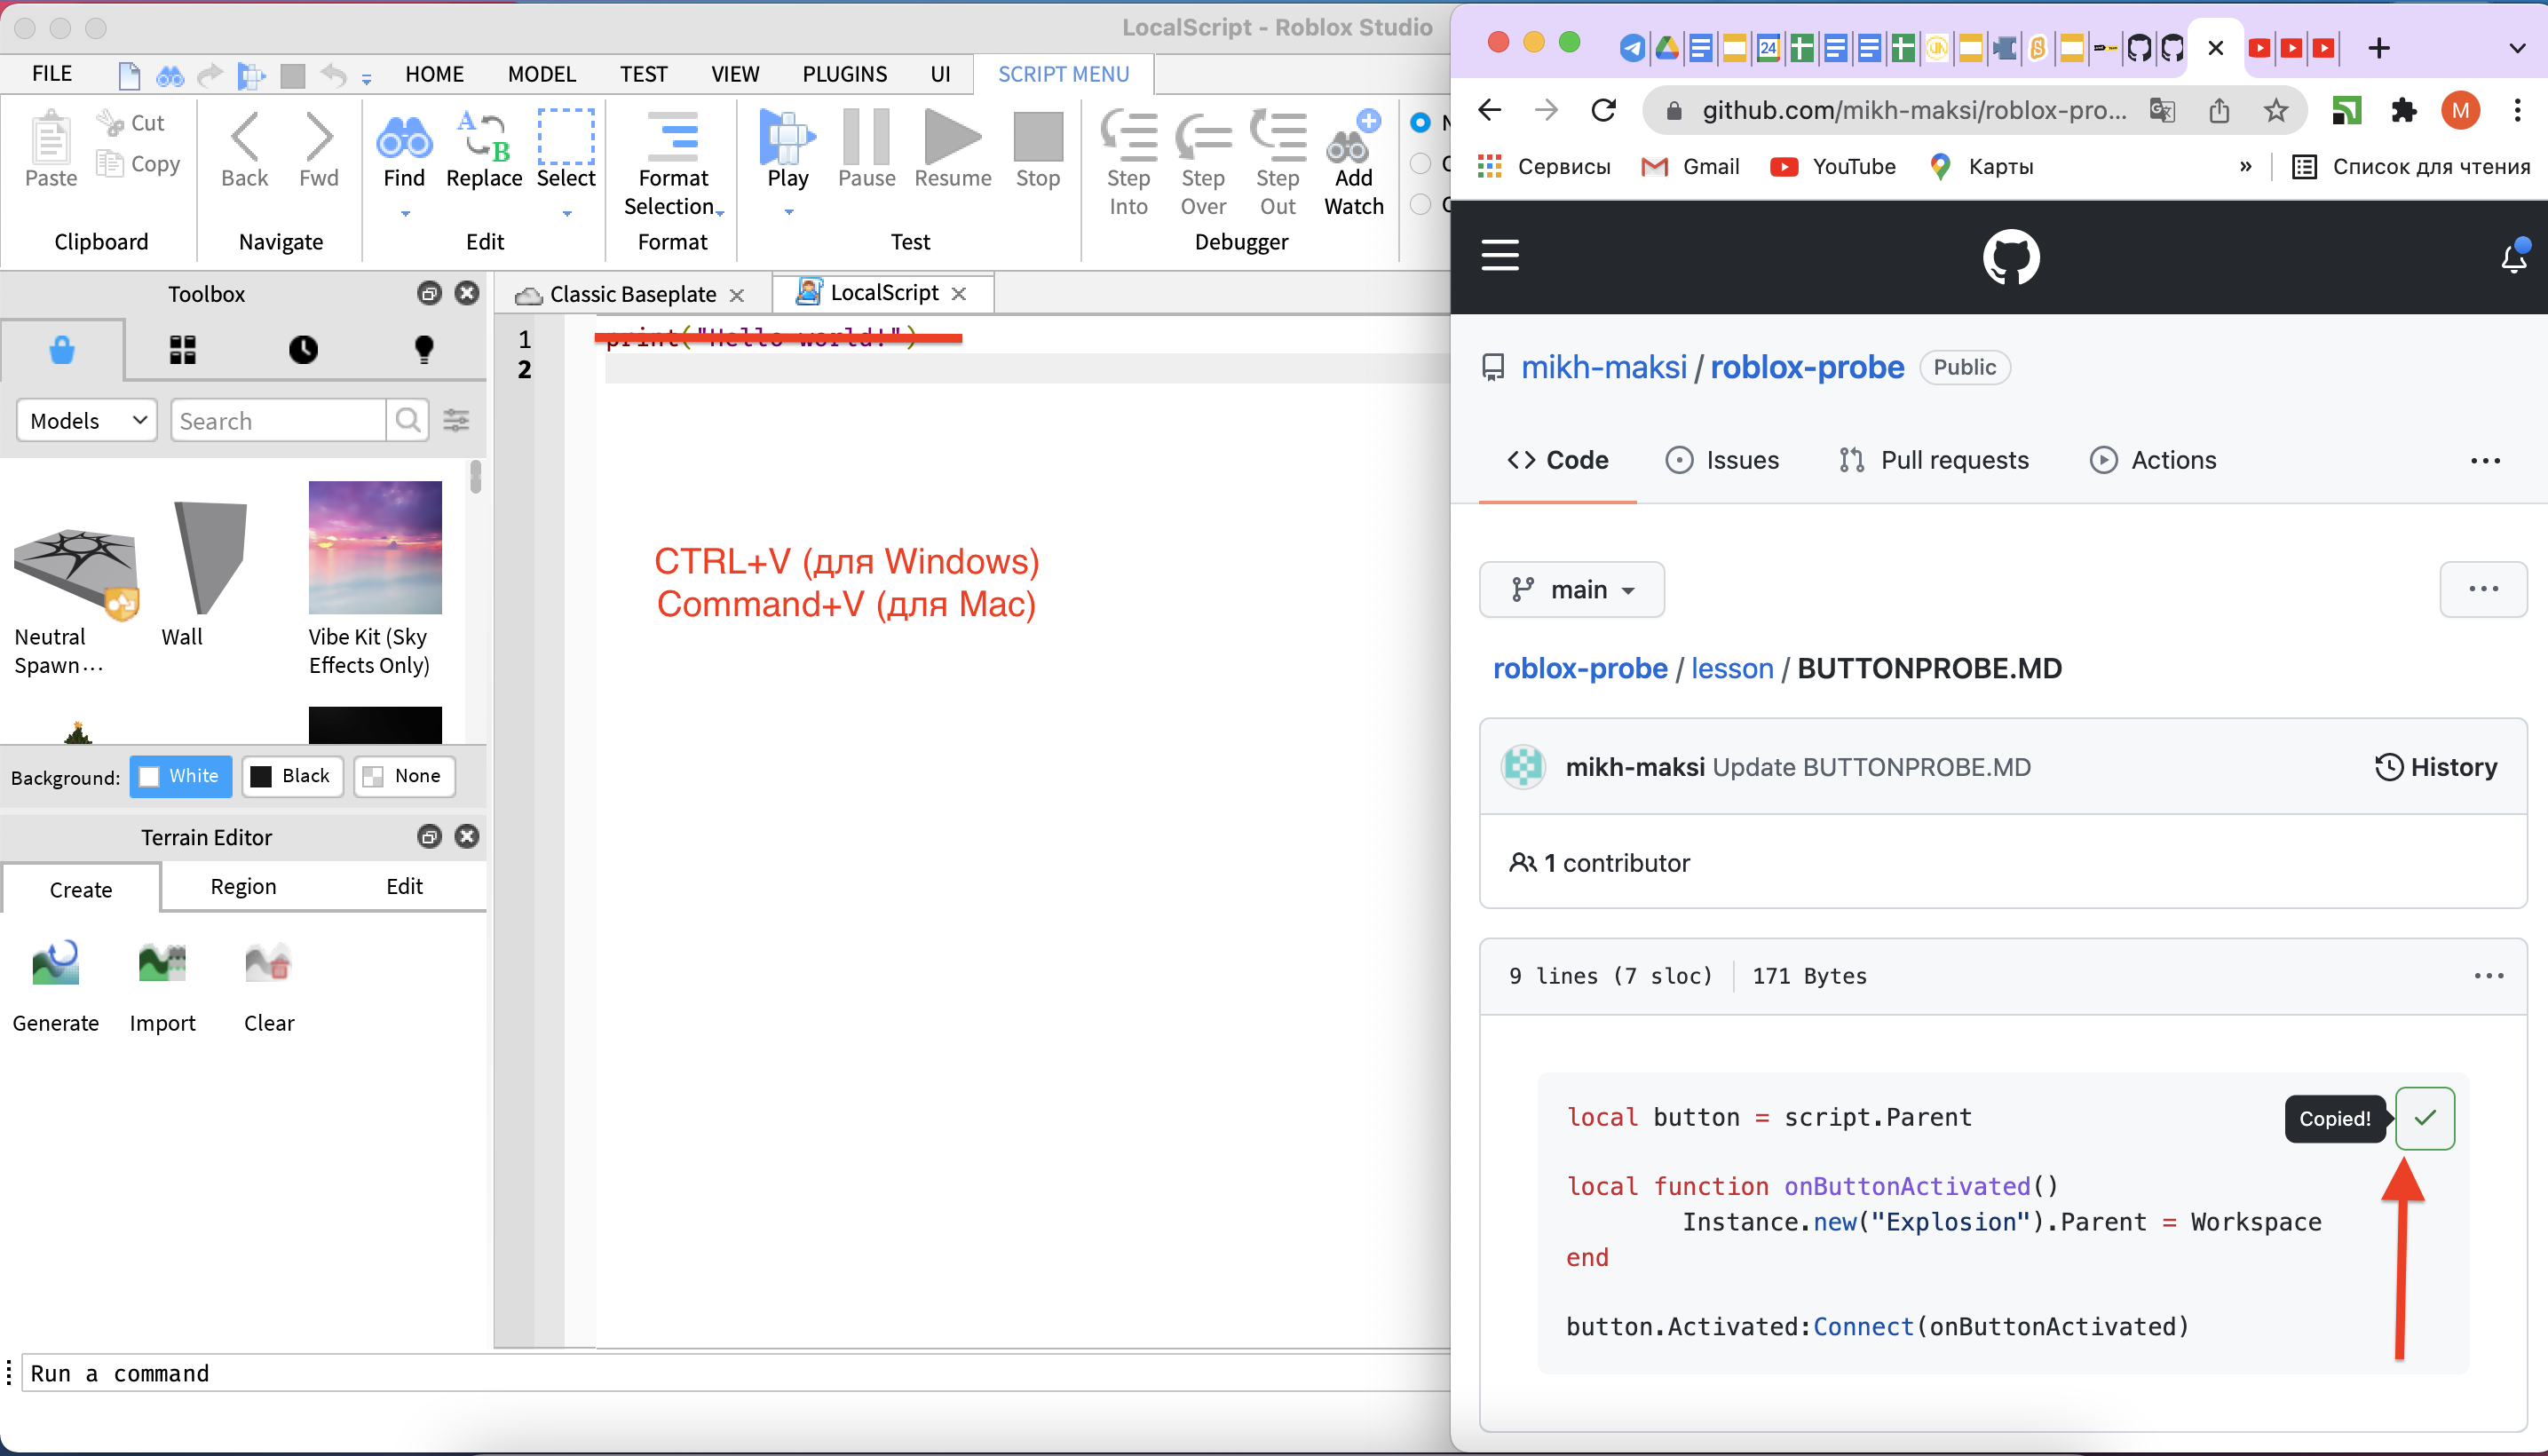 LocalScript - Roblox Studio
FILE
HOME
MODEL
TEST
VIEW
PLUGINS
UI
SCRIPT MENU
Paste
Cut
Copy
Clipboard
Back
Fwd
Navigate
Find
Replace
Select
Edit
Format
Selection
Format
Play
Pause
Resume
Stop
Test
Step
Into
Step
Over
Step
Out
Add
Watch
Debugger
Toolbox
Models
Search
Neutral
Spawn...
Wall
Vibe Kit (Sky
Effects Only)
Background:
White
Black
None
Terrain Editor
Create
Region
Edit
Generate
Import
Clear
Run a command
Classic Baseplate
LocalScript
1
print("Hello world!")
2
CTRL+V (для Windows)
Command+V (для Mac)
24
github.com/mikh-maksi/roblox-pro...
M
Сервисы
Gmail
YouTube
Карты
»
Список для чтения
mikh-maksi / roblox-probe
Public
Code
Issues
Pull requests
Actions
main
roblox-probe / lesson / BUTTONPROBE.MD
mikh-maksi Update BUTTONPROBE.MD
History
1 contributor
9 lines (7 sloc)
171 Bytes
local button = script.Parent
Copied!
local function onButtonActivated()
Instance.new("Explosion").Parent = Workspace
end
button.Activated:Connect(onButtonActivated)